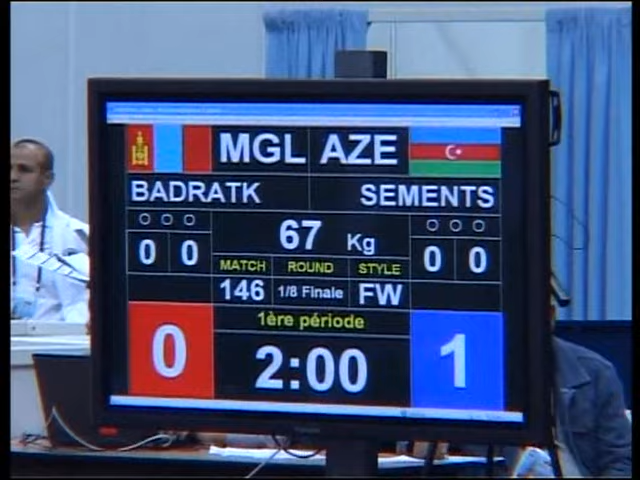 MGL AZE
BADRATK SEMENTS
67 Kg
0 0 0 0
MATCH ROUND STYLE
146 1/8 Finale FW
1ère période
0 2:00 1